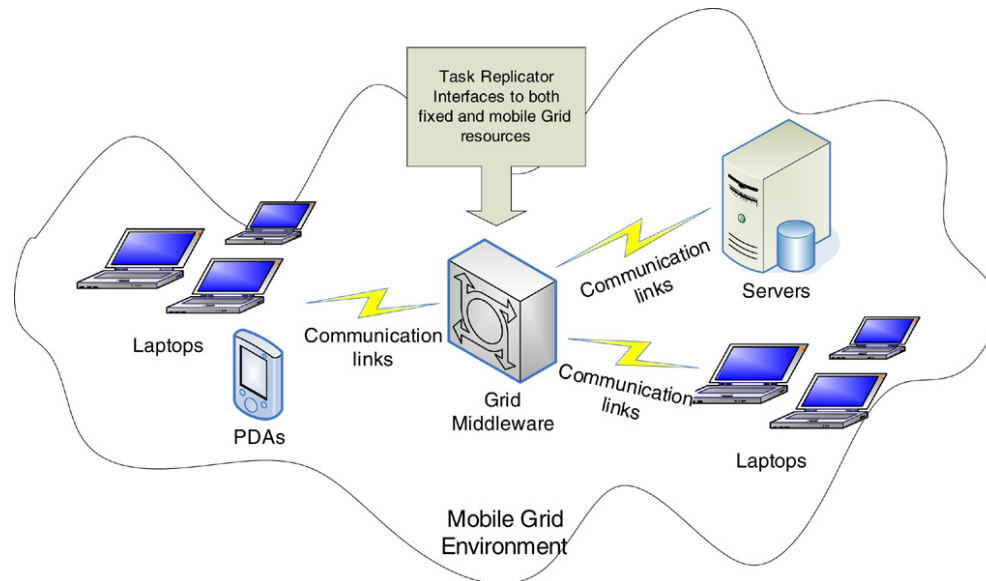 Task Replicator
Interfaces to both
fixed and mobile Grid
resources
Communication
links
Servers
Laptops
Communication
links
Communication
links
Grid
Middleware
PDAs
Laptops
Mobile Grid
Environment